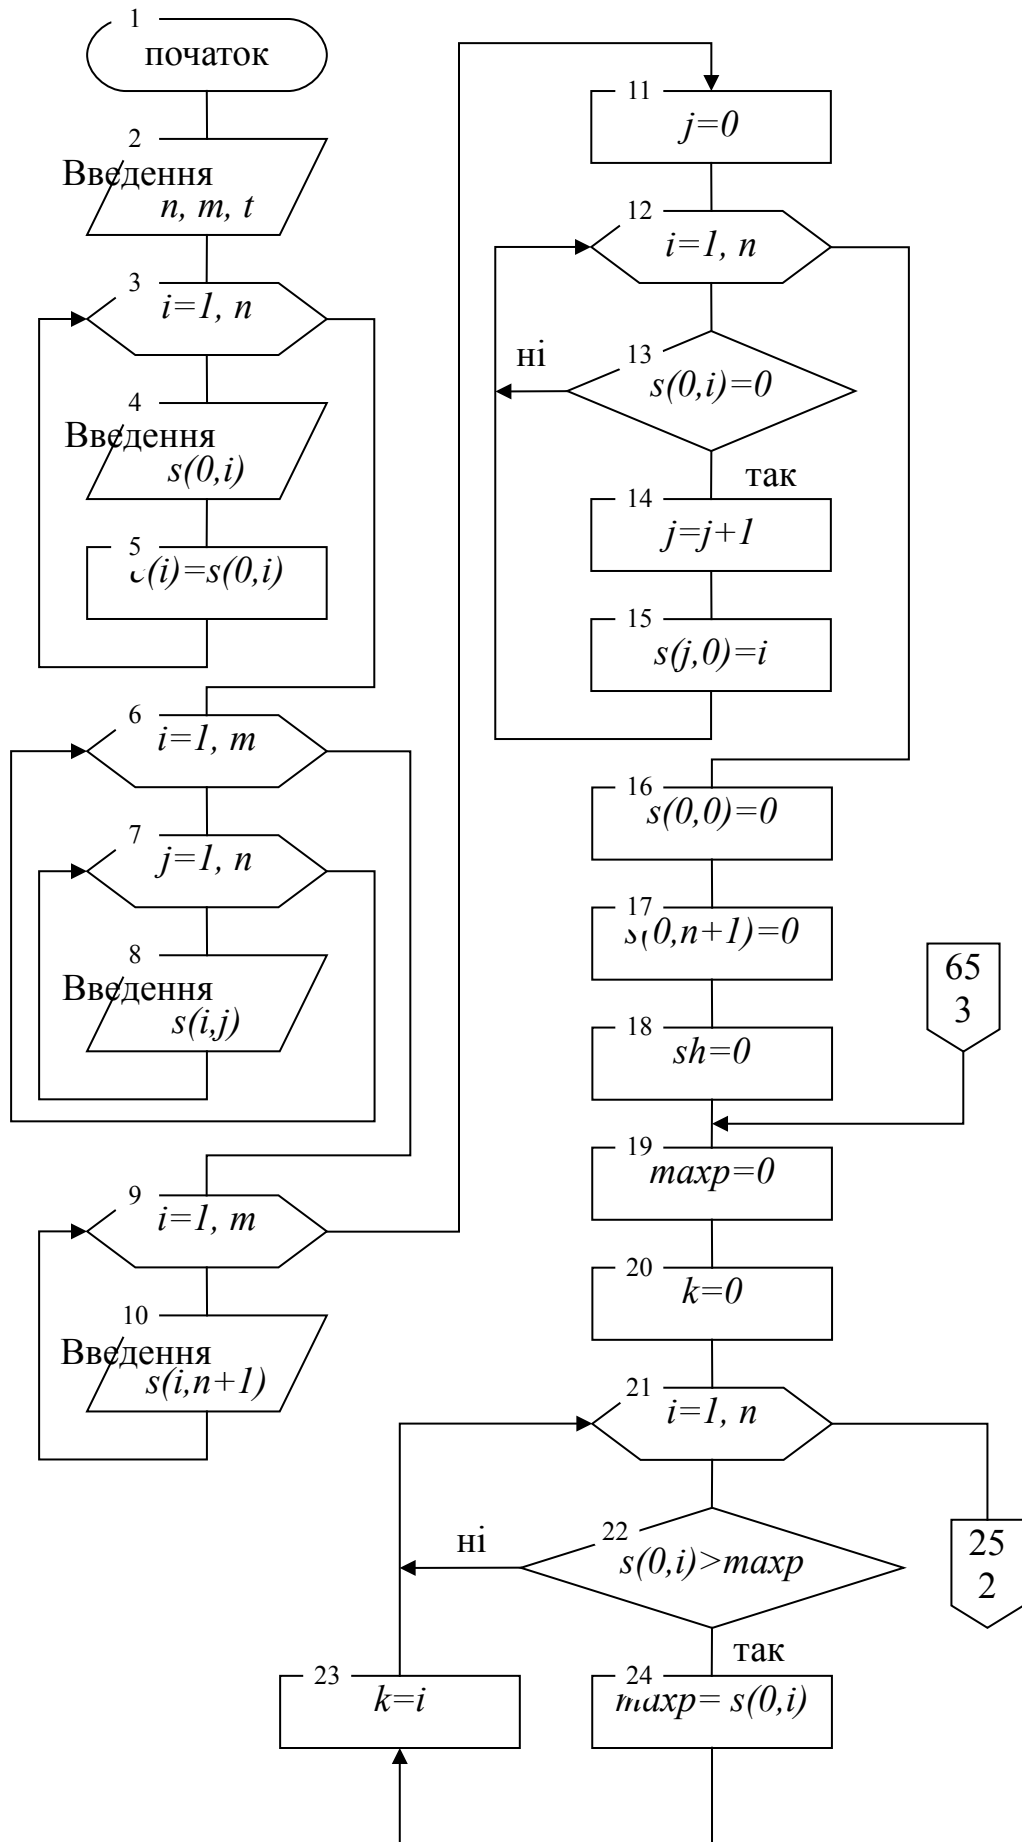 1
початок
2
Введення
n, m, t
3
i=1, n
4
Введення
s(0,i)
5
(i)=s(0,i)
6
i=1, m
7
j=1, n
8
Введення
s(i,j)
9
i=1, m
10
Введення
s(i,n+1)
11
j=0
12
i=1, n
13
ні
s(0,i)=0
так
14
j=j+1
15
s(j,0)=i
16
s(0,0)=0
17
s(0,n+1)=0
65
3
18
sh=0
19
maxp=0
20
k=0
21
i=1, n
22
ні
s(0,i)>maxp
25
2
так
23
k=i
24
maxp= s(0,i)